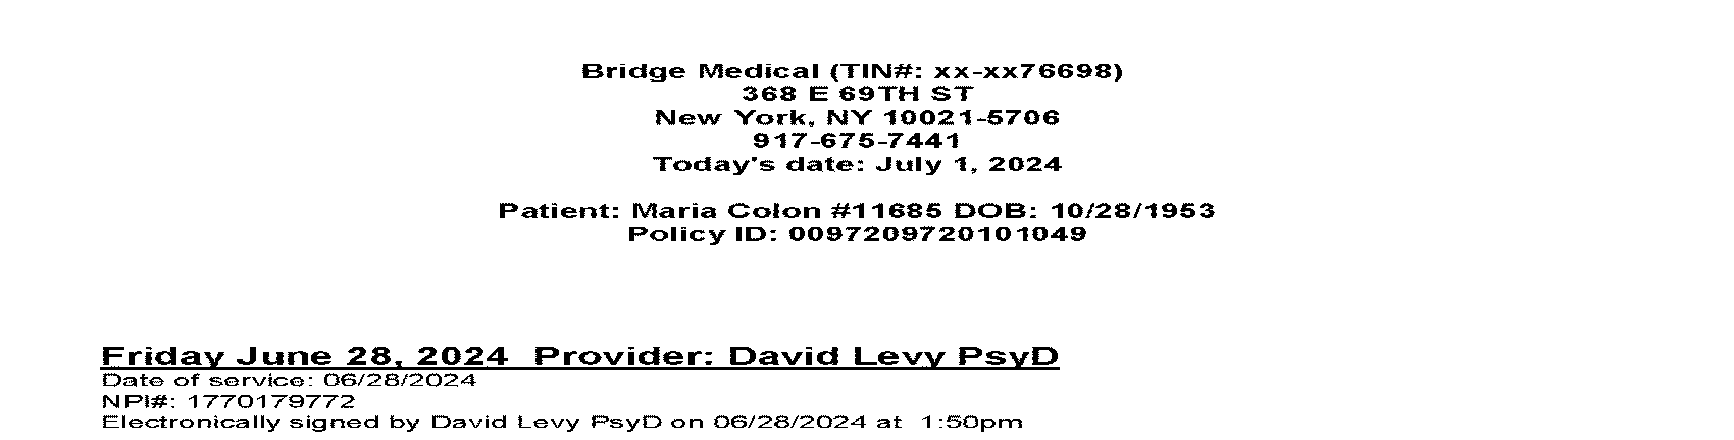 Bridge Medical (TIN#: xx-xx76698)
368 E 69TH ST
New York, NY 10021-5706
917-675-7441
Today's date: July 1, 2024
Patient: Maria Colon #11685 DOB: 10/28/1953
Policy ID: 0097209720101049
Friday June 28, 2024  Provider: David Levy PsyD
Date of service: 06/28/2024
NPI#: 1770179772
Electronically signed by David Levy PsyD on 06/28/2024 at  1:50pm